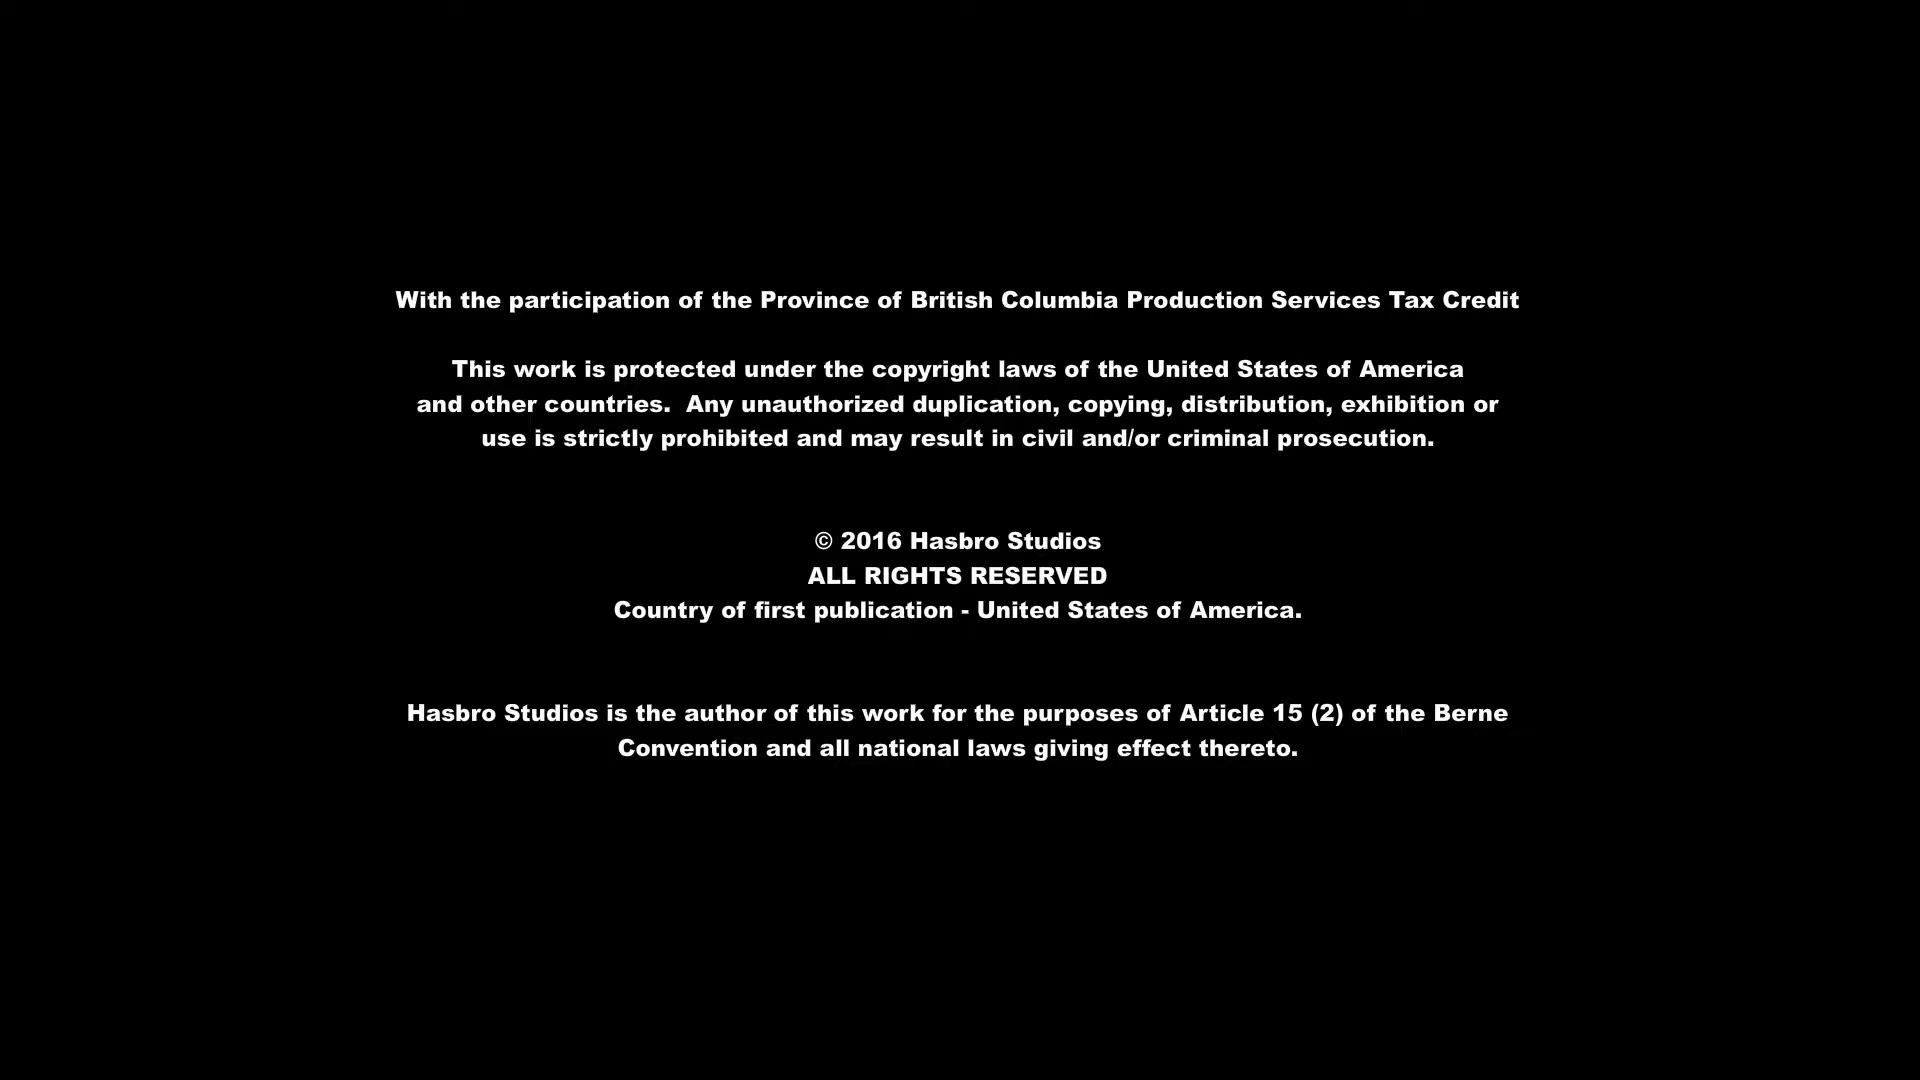 With the participation of the Province of British Columbia Production Services Tax Credit
This work is protected under the copyright laws of the United States of America
and other countries.  Any unauthorized duplication, copying, distribution, exhibition or
use is strictly prohibited and may result in civil and/or criminal prosecution.
© 2016 Hasbro Studios
ALL RIGHTS RESERVED
Country of first publication - United States of America.
Hasbro Studios is the author of this work for the purposes of Article 15 (2) of the Berne
Convention and all national laws giving effect thereto.